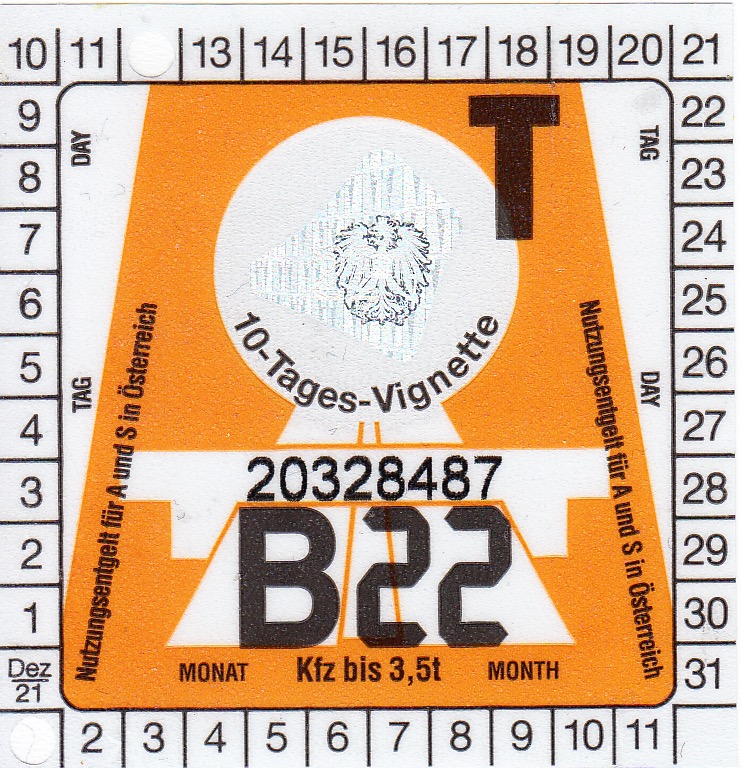 10 11 13 14 15 16 17 18 19 20 21
9
8
7
6
5
4
3
2
1
Dez
21
22
23
24
25
26
27
28
29
30
31
DAY
TAG
TAG
DAY
T
10-Tages-Vignette
Nutzungsentgelt für A und S in Österreich
Nutzungsentgelt für A und S in Österreich
20328487
B22
MONAT Kfz bis 3,5t MONTH
2 3 4 5 6 7 8 9 10 11